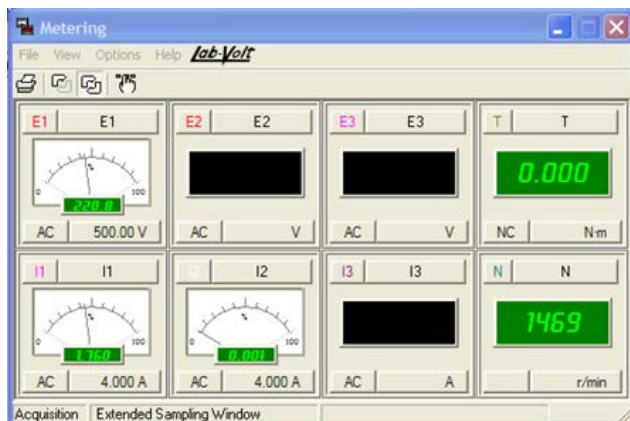 Metering
File View Options Help Lab-Volt
E1 E1 E2 E2 E3 E3 T T
% 0 100 220.8 0.000
AC 500.00 V AC V AC V NC N·m
I1 I1 I2 I2 I3 I3 N N
% 0 100 1.760 % 0 100 0.001 1469
AC 4.000 A AC 4.000 A AC A r/min
Acquisition Extended Sampling Window